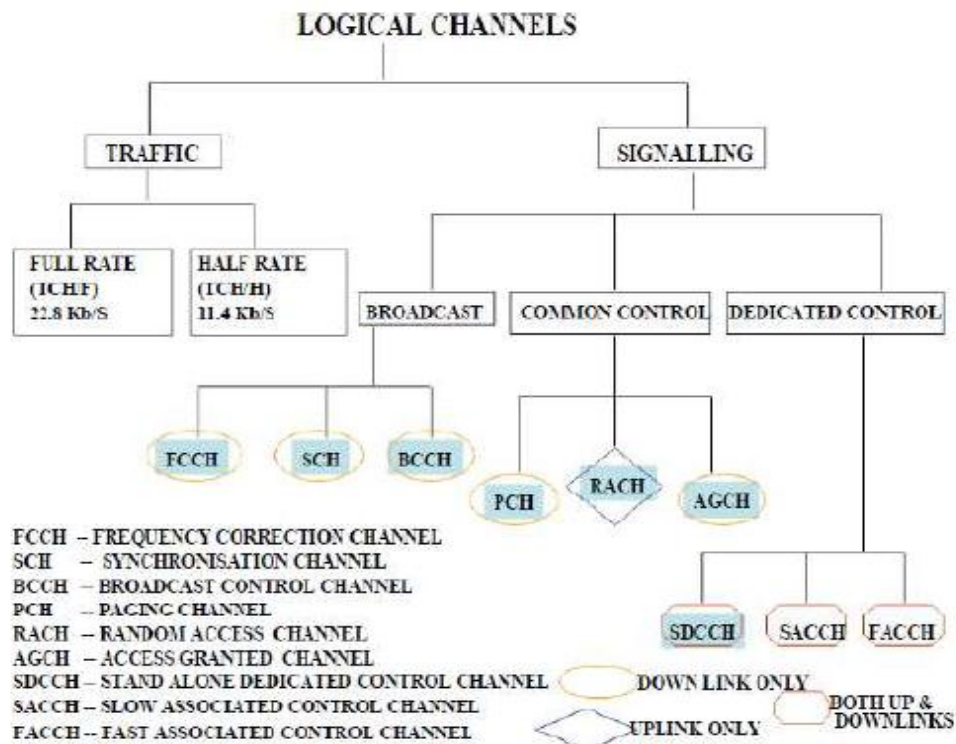 LOGICAL CHANNELS
TRAFFIC
SIGNALLING
FULL RATE
(TCH/F)
22.8 Kb/S
HALF RATE
(TCH/H)
11.4 Kb/S
BROADCAST
COMMON CONTROL
DEDICATED CONTROL
FCCH
SCH
BCCH
PCH
RACH
AGCH
SDCCH
SACCH
FACCH
FCCH -- FREQUENCY CORRECTION CHANNEL
SCH -- SYNCHRONISATION CHANNEL
BCCH -- BROADCAST CONTROL CHANNEL
PCH -- PAGING CHANNEL
RACH -- RANDOM ACCESS CHANNEL
AGCH -- ACCESS GRANTED CHANNEL
SDCCH -- STAND ALONE DEDICATED CONTROL CHANNEL
SACCH -- SLOW ASSOCIATED CONTROL CHANNEL
FACCH -- FAST ASSOCIATED CONTROL CHANNEL
DOWN LINK ONLY
UPLINK ONLY
BOTH UP &
DOWNLINKS